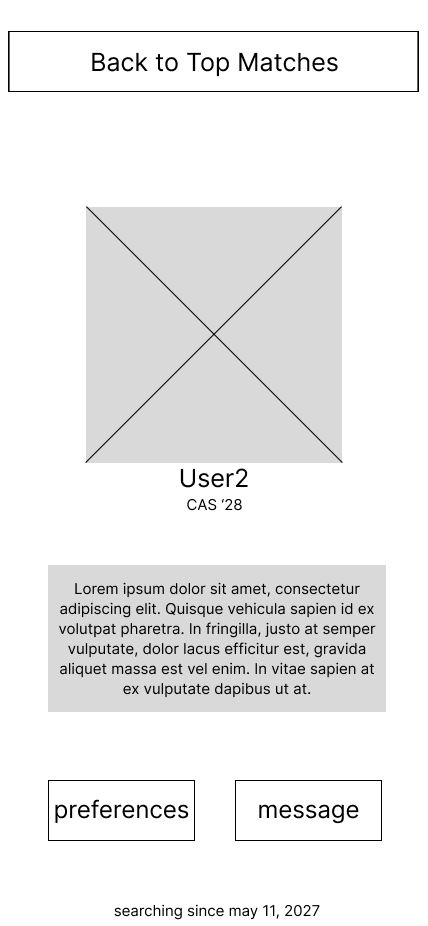 Back to Top Matches
User2
CAS ‘28
Lorem ipsum dolor sit amet, consectetur
adipiscing elit. Quisque vehicula sapien id ex
volutpat pharetra. In fringilla, justo at semper
vulputate, dolor lacus efficitur est, gravida
aliquet massa est vel enim. In vitae sapien at
ex vulputate dapibus ut at.
preferences
message
searching since may 11, 2027